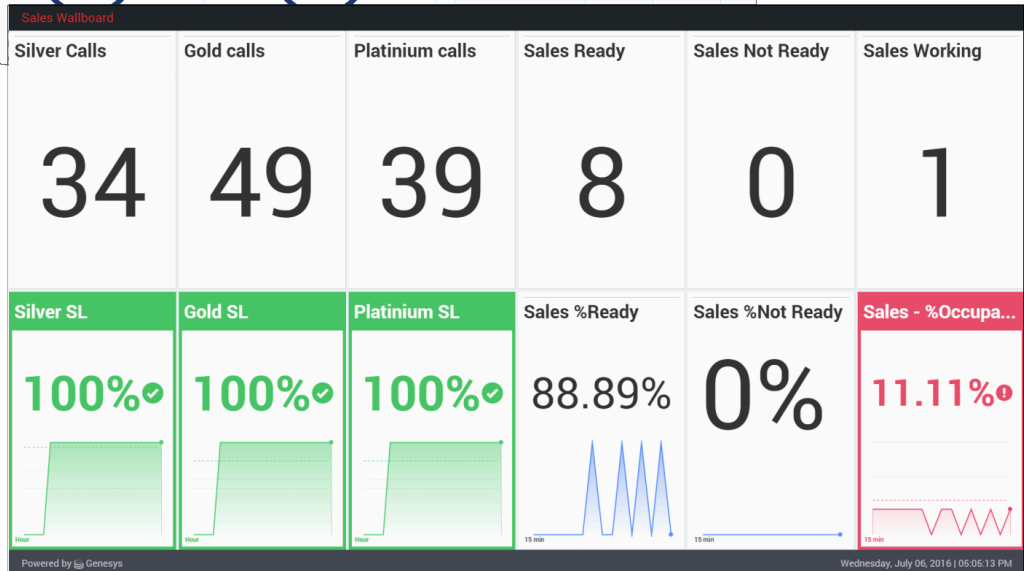 Sales Wallboard
Silver Calls
Gold calls
Platinium calls
Sales Ready
Sales Not Ready
Sales Working
34
49
39
8
0
1
Silver SL
Gold SL
Platinium SL
Sales %Ready
Sales %Not Ready
Sales - %Occupa...
100%
100%
100%
88.89%
0%
11.11%
Hour
Hour
Hour
15 min
15 min
15 min
Powered by Genesys
Wednesday, July 06, 2016 | 05:05:13 PM